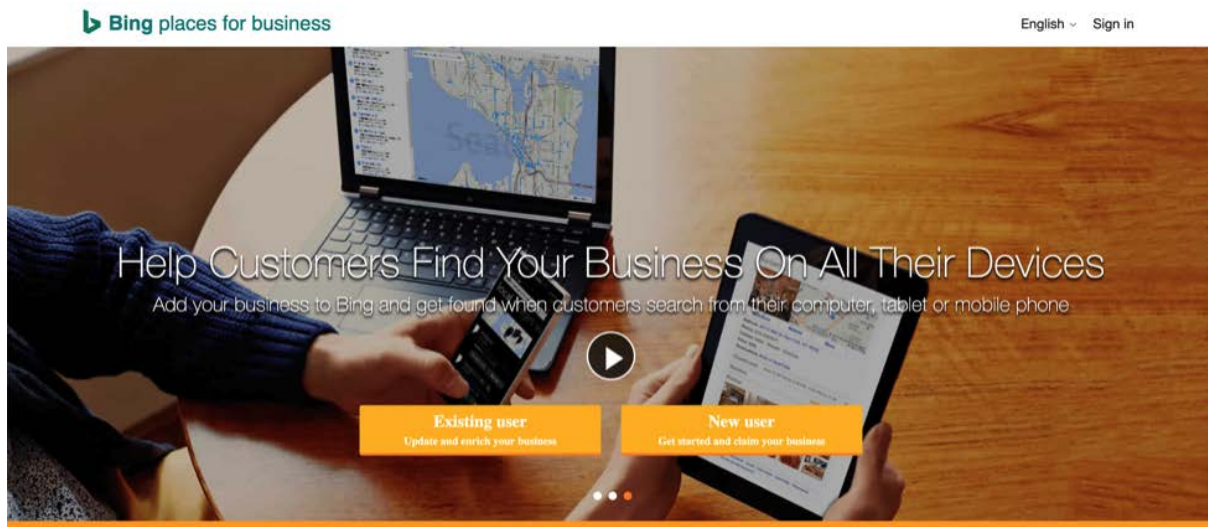 Bing places for business
English
Sign in
Seat
Help Customers Find Your Business On All Their Devices
Add your business to Bing and get found when customers search from their computer, tablet or mobile phone
Existing user
Update and enrich your business
New user
Get started and claim your business